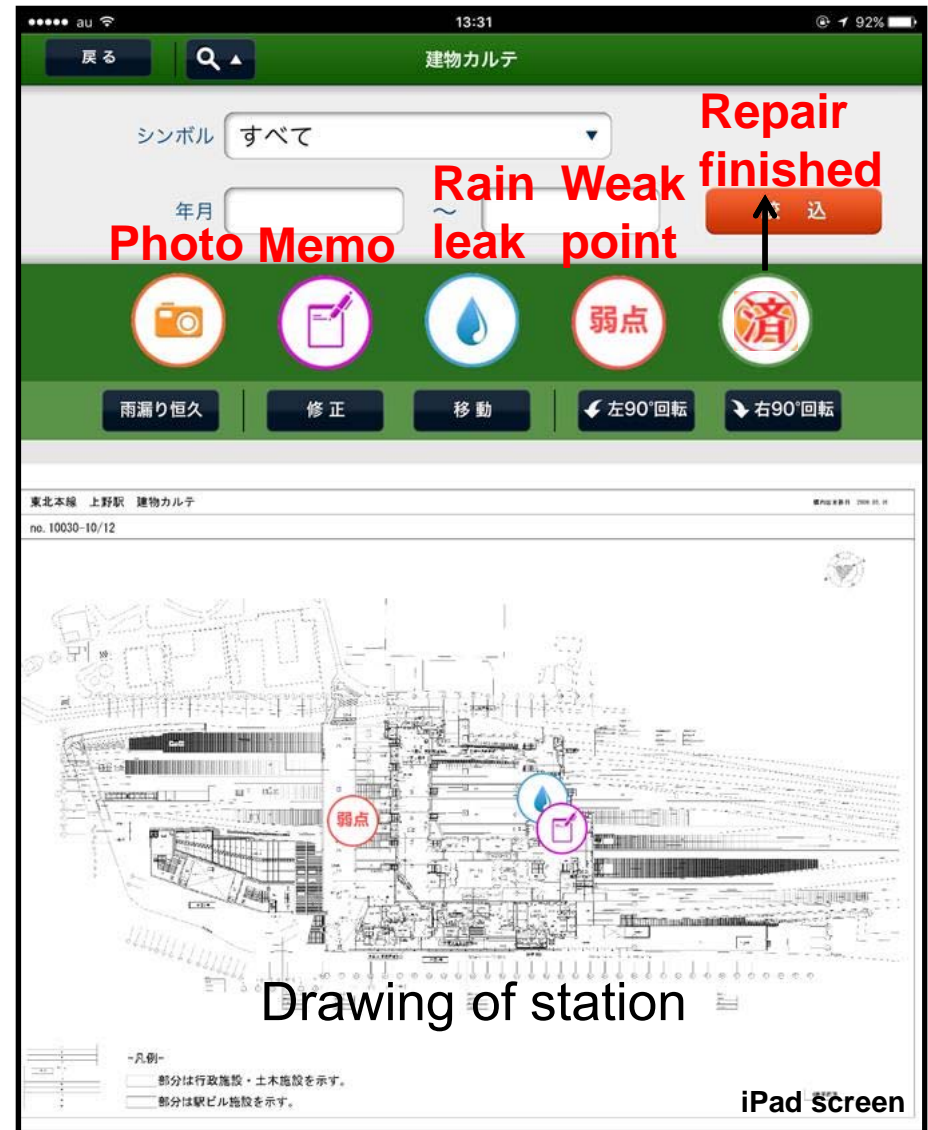 au 13:31 92%
戻る 建物カルテ
シンボル すべて
Repair
finished
年月 ～ 込
Rain
leak
Weak
point
Photo Memo
弱点 済
雨漏り恒久 修正 移動 左90°回転 右90°回転
東北本線 上野駅 建物カルテ
no. 10030-10/12
弱点
Drawing of station
-凡例-
部分は行政施設・土木施設を示す。
部分は駅ビル施設を示す。
iPad screen